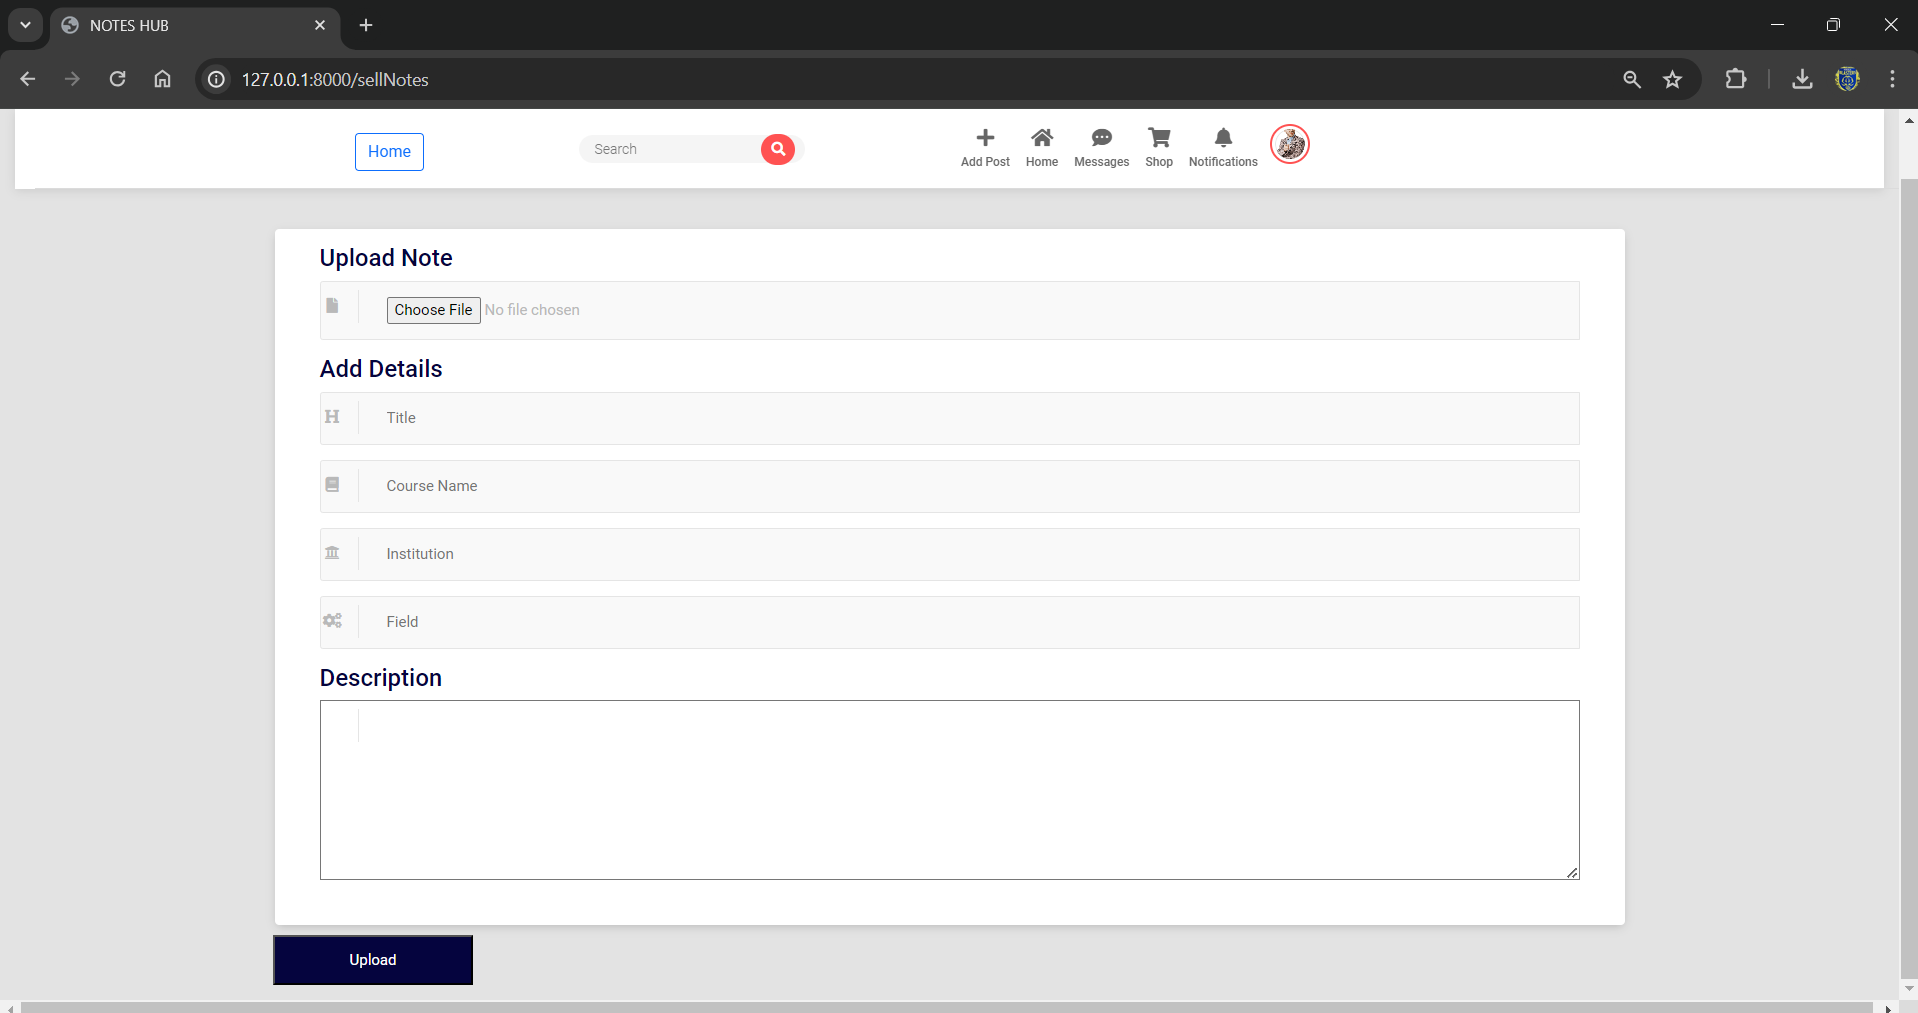 NOTES HUB
127.0.0.1:8000/sellNotes
Home
Search
Add Post
Home
Messages
Shop
Notifications
Upload Note
Choose File No file chosen
Add Details
H
Title
Course Name
Institution
Field
Description
Upload